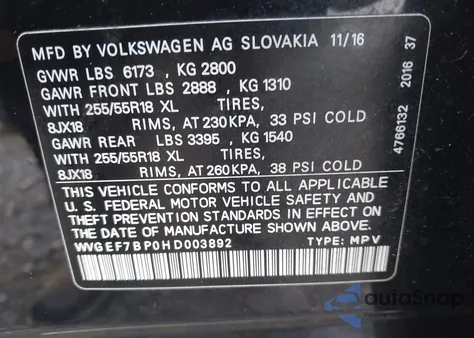 MFD BY VOLKSWAGEN AG SLOVAKIA 11/16
GVWR LBS 6173 , KG 2800
GAWR FRONT LBS 2888 , KG 1310
WITH 255/55R18 XL TIRES,
8JX18 RIMS, AT 230KPA, 33 PSI COLD
GAWR REAR LBS 3395 , KG 1540
WITH 255/55R18 XL TIRES,
8JX18 RIMS, AT 260KPA, 38 PSI COLD
THIS VEHICLE CONFORMS TO ALL APPLICABLE
U. S. FEDERAL MOTOR VEHICLE SAFETY AND
THEFT PREVENTION STANDARDS IN EFFECT ON
THE DATE OF MANUFACTURE SHOWN ABOVE.
WVGEF7BP0HD003892 TYPE: MPV
4766132 2016 37
autoSnap